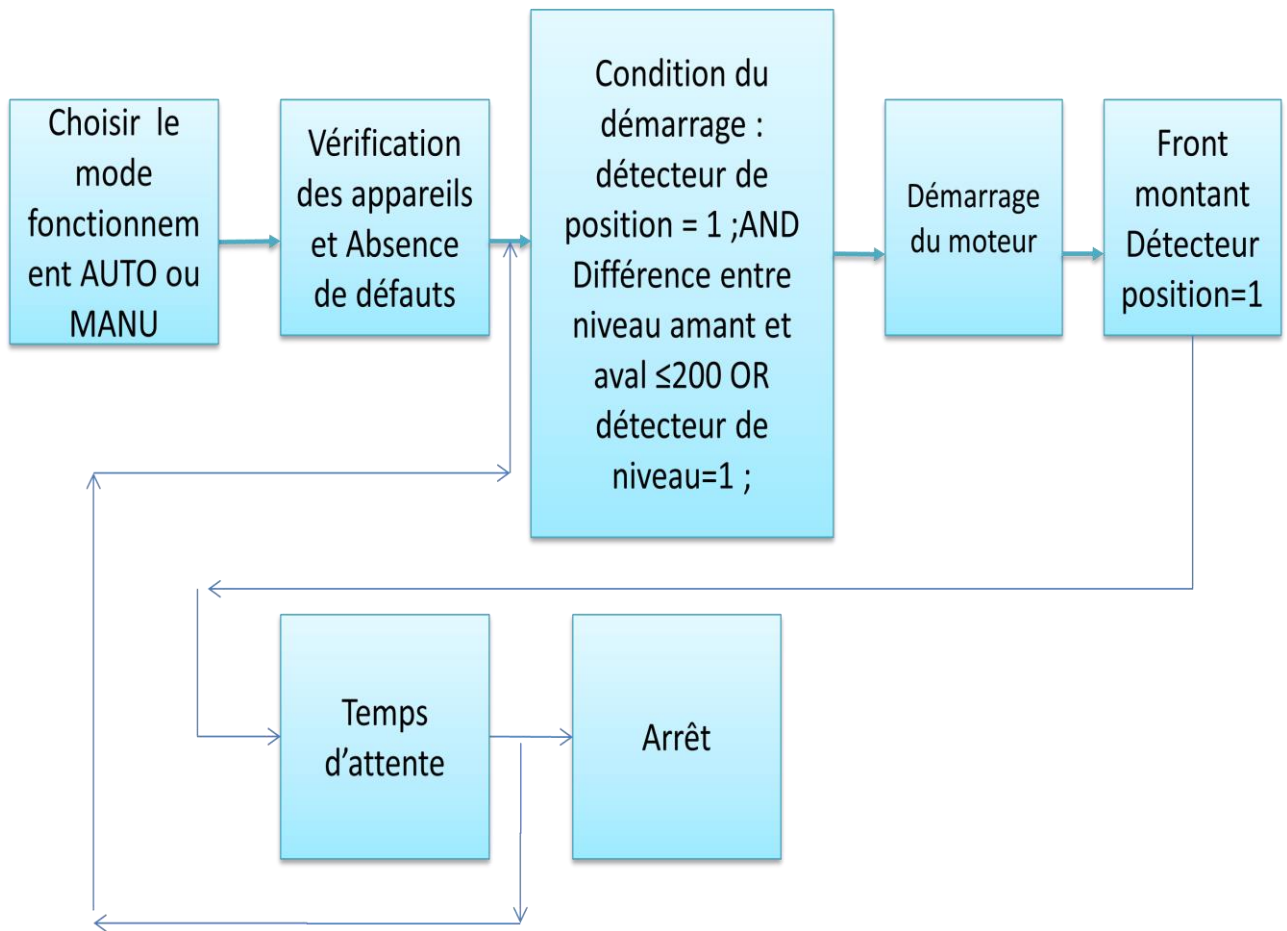 Choisir le
mode
fonctionnem
ent AUTO ou
MANU
Vérification
des appareils
et Absence
de défauts
Condition du
démarrage :
détecteur de
position = 1 ;AND
Différence entre
niveau amant et
aval ≤200 OR
détecteur de
niveau=1 ;
Démarrage
du moteur
Front
montant
Détecteur
position=1
Temps
d’attente
Arrêt